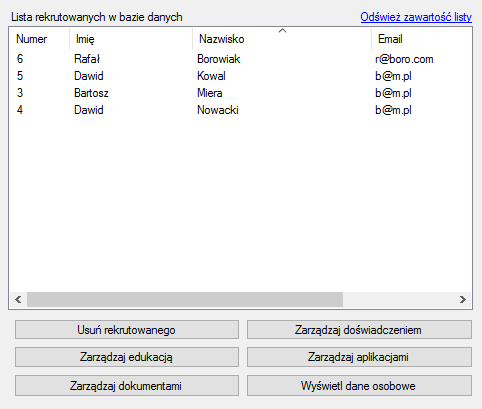 Lista rekrutowanych w bazie danych Odśwież zawartość listy
Numer Imię Nazwisko Email
6 Rafał Borowiak r@boro.com
5 Dawid Kowal b@m.pl
3 Bartosz Miera b@m.pl
4 Dawid Nowacki b@m.pl
Usuń rekrutowanego Zarządzaj doświadczeniem
Zarządzaj edukacją Zarządzaj aplikacjami
Zarządzaj dokumentami Wyświetl dane osobowe